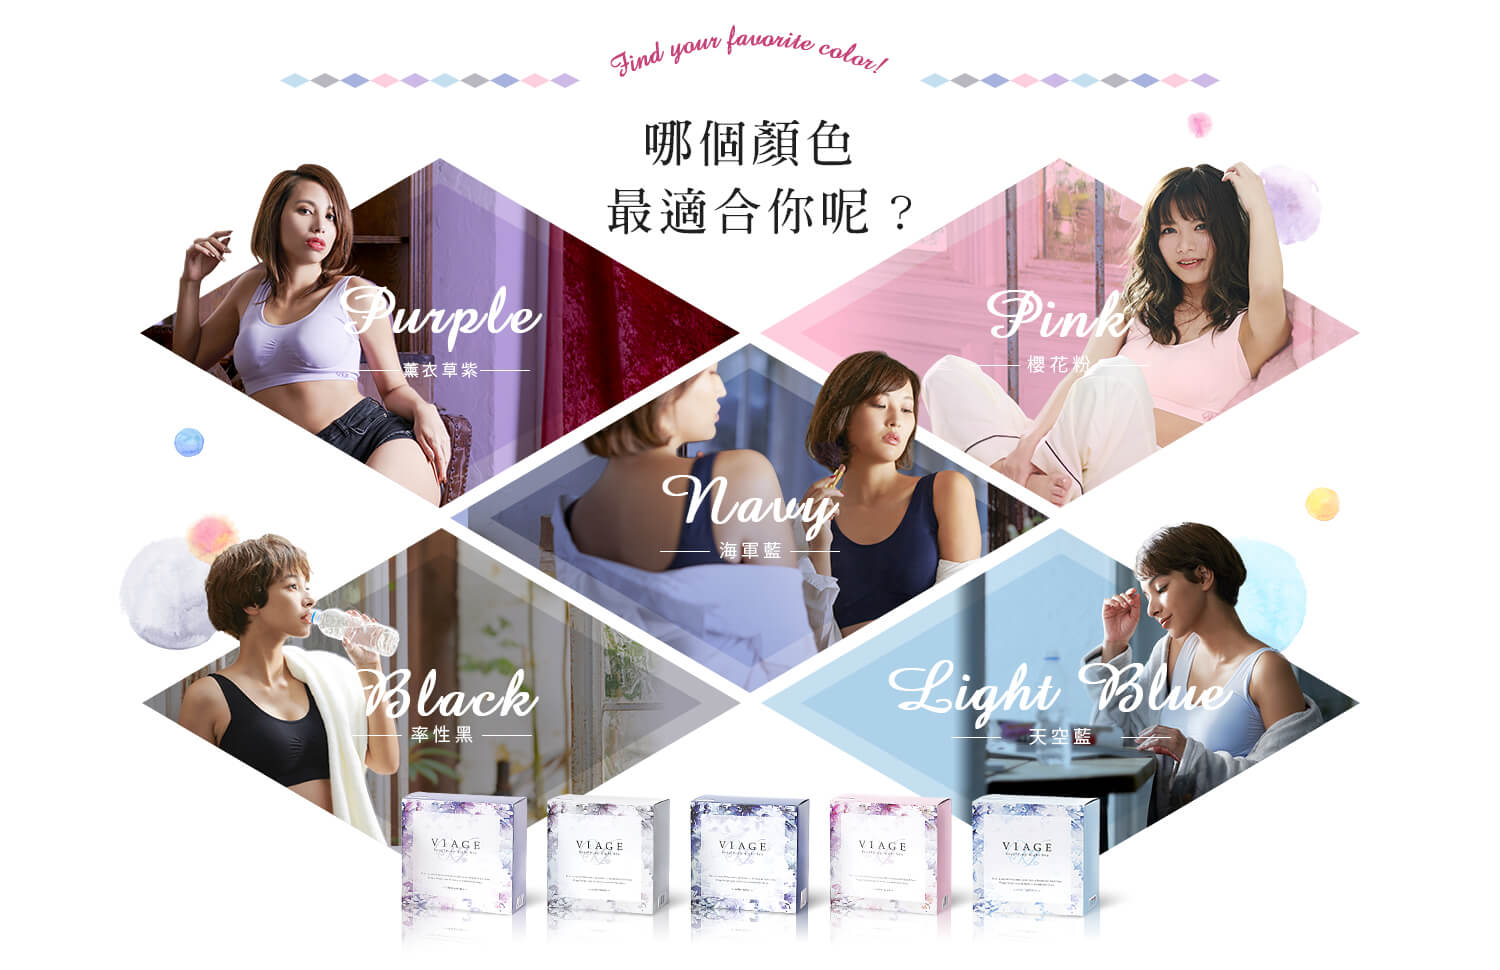 Find your favorite color!
哪個顏色
最適合你呢？
Purple
薰衣草紫
Pink
櫻花粉
Navy
海軍藍
Black
率性黑
Light Blue
天空藍
VIAGE
VIAGE
VIAGE
VIAGE
VIAGE